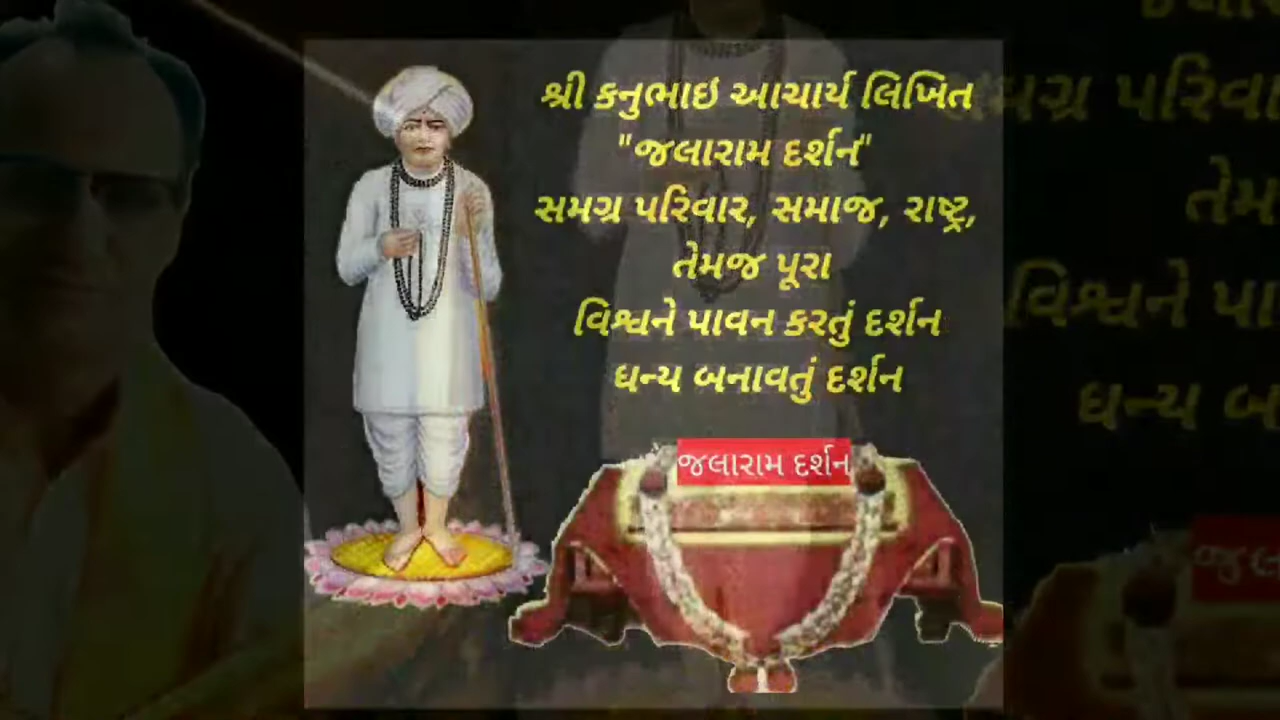 શ્રી કનુભાઇ આચાર્ય લિખિત
"જલારામ દર્શન"
સમગ્ર પરિવાર, સમાજ, રાષ્ટ્ર,
તેમજ પૂરા
વિશ્વને પાવન કરતું દર્શન
ધન્ય બનાવતું દર્શન
જલારામ દર્શન